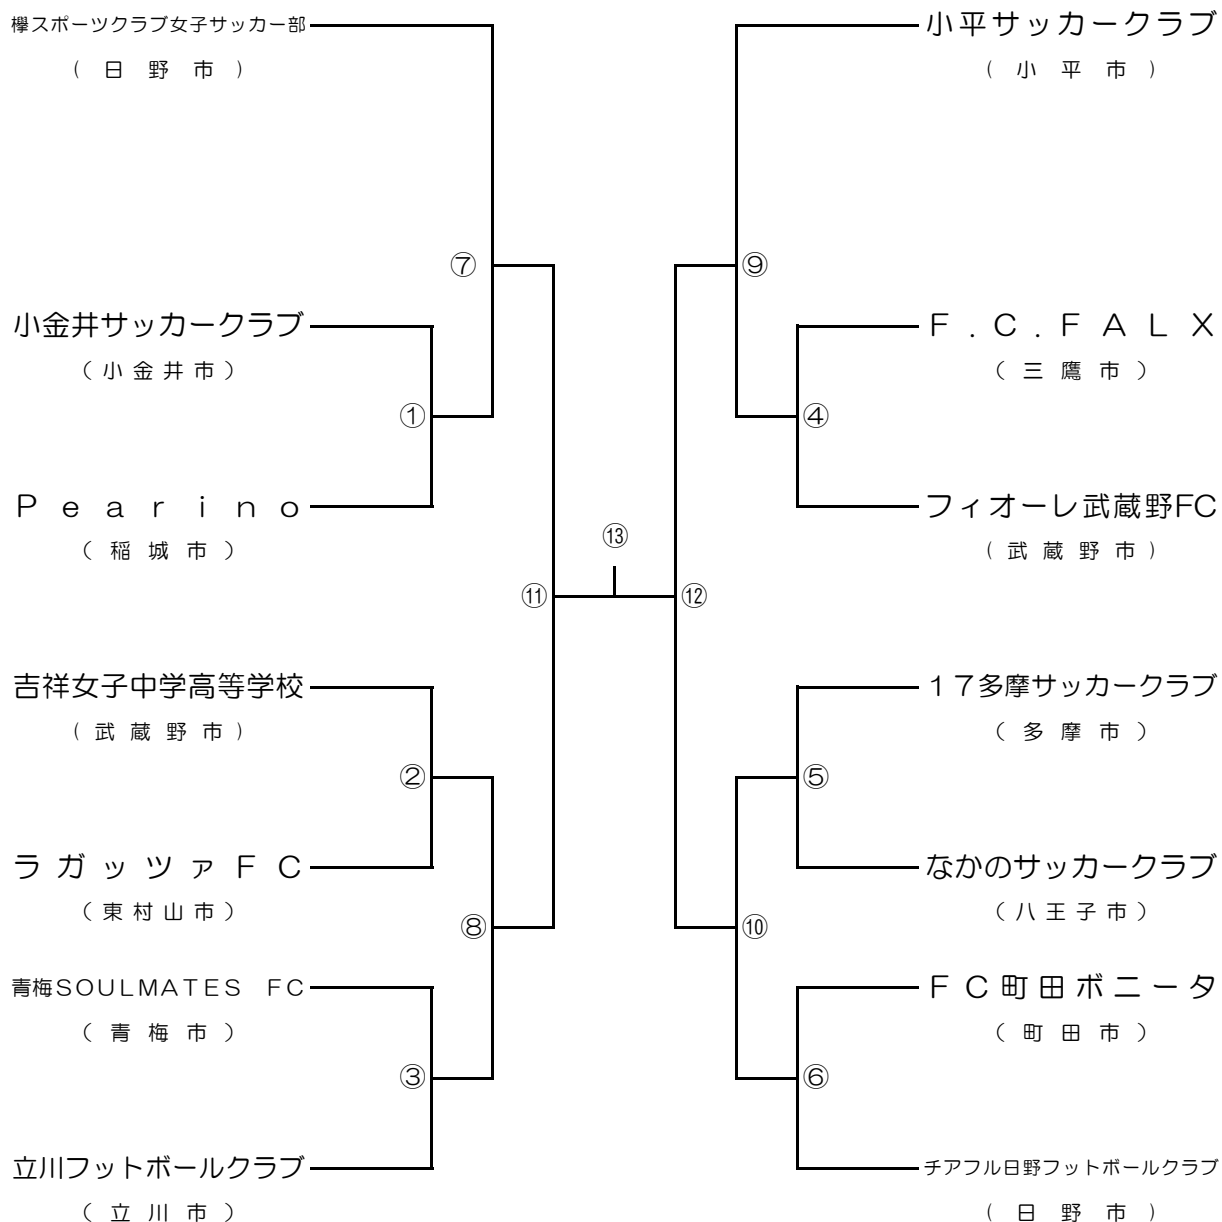 欅スポーツクラブ女子サッカー部
(日野市)
⑦
小金井サッカークラブ
(小金井市)
①
Pearino
(稲城市)
⑪
吉祥女子中学高等学校
(武蔵野市)
②
ラガッツァFC
(東村山市)
⑧
青梅SOULMATES FC
(青梅市)
③
立川フットボールクラブ
(立川市)
⑬
小平サッカークラブ
(小平市)
⑨
F.C.FALX
(三鷹市)
④
フィオーレ武蔵野FC
(武蔵野市)
⑫
17多摩サッカークラブ
(多摩市)
⑤
なかのサッカークラブ
(八王子市)
⑩
FC町田ボニータ
(町田市)
⑥
チアフル日野フットボールクラブ
(日野市)